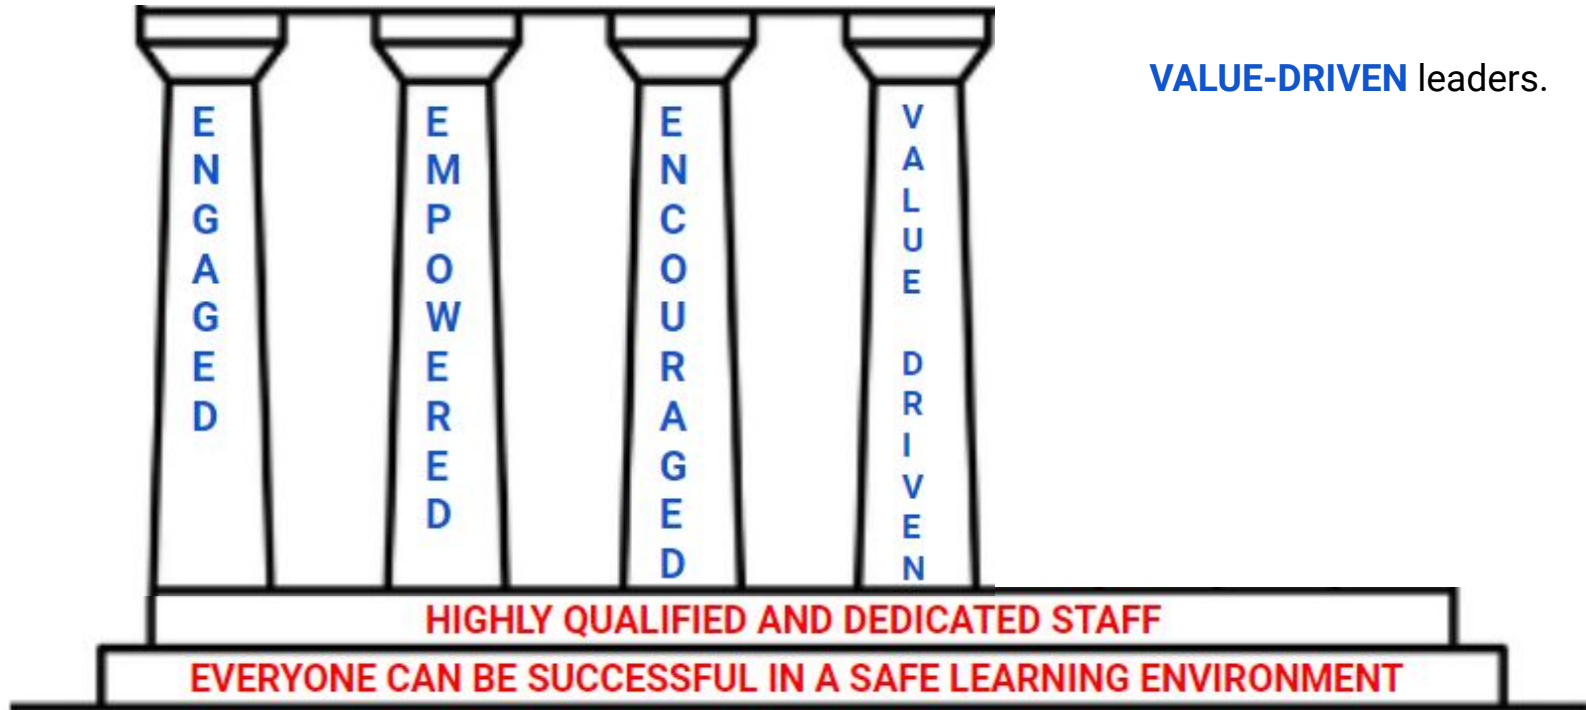 ENGAGED
EMPOWERED
ENCOURAGED
VALUE DRIVEN
VALUE-DRIVEN leaders.
HIGHLY QUALIFIED AND DEDICATED STAFF
EVERYONE CAN BE SUCCESSFUL IN A SAFE LEARNING ENVIRONMENT